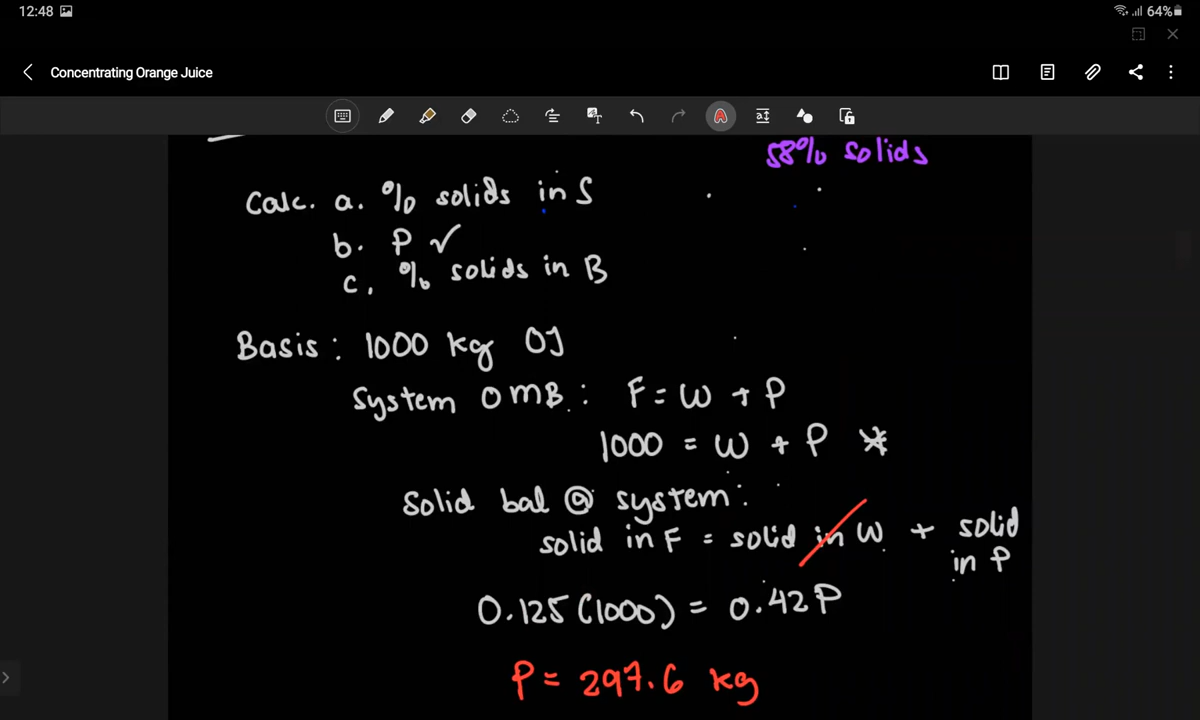 12:48 64%
Concentrating Orange Juice
58% solids
Calc. a. % solids in S
b. P ✓
c. % solids in B
Basis: 1000 kg OJ
System OMB: F = W + P
1000 = W + P *
Solid bal @ system:
solid in F = solid in W + solid in P
0.125(1000) = 0.42P
P = 297.6 kg